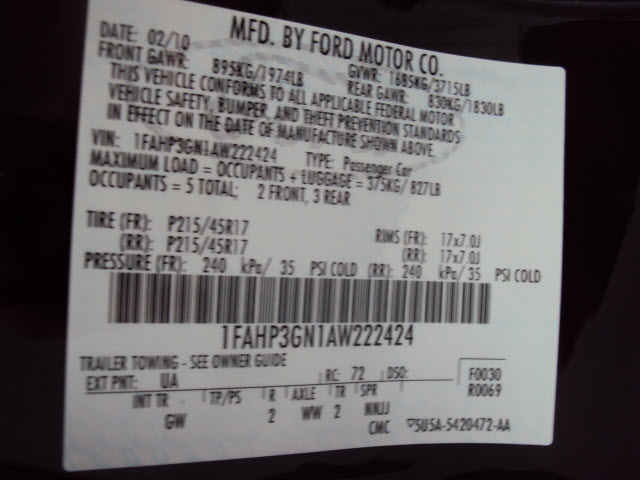 MFD. BY FORD MOTOR CO.
DATE: 02/10 GVWR: 1685KG/3715LB
FRONT GAWR: 895KG/1974LB REAR GAWR: 830KG/1830LB
THIS VEHICLE CONFORMS TO ALL APPLICABLE FEDERAL MOTOR
VEHICLE SAFETY, BUMPER, AND THEFT PREVENTION STANDARDS
IN EFFECT ON THE DATE OF MANUFACTURE SHOWN ABOVE
VIN: 1FAHP3GN1AW222424 TYPE: Passenger Car
MAXIMUM LOAD = OCCUPANTS + LUGGAGE = 375KG/ 827LB
OCCUPANTS = 5 TOTAL; 2 FRONT, 3 REAR
TIRE (FR): P215/45R17 RIMS (FR): 17x7.0J
(RR): P215/45R17 (RR): 17x7.0J
PRESSURE (FR): 240 kPa/ 35 PSI COLD (RR): 240 kPa/ 35 PSI COLD
1FAHP3GN1AW222424
TRAILER TOWING - SEE OWNER GUIDE
EXT PNT: UA RC: 72 DSO: F0030
R0069
INT TR TP/PS R AXLE TR SPR
GW 2 WW 2 NNJJ
CMC ▽5U5A-5420472-AA